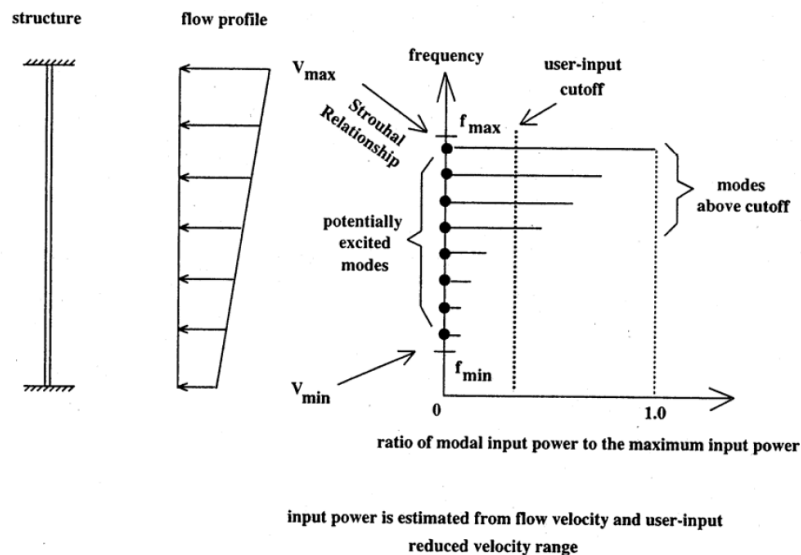 structure
flow profile
V max
Strouhal
Relationship
frequency
user-input
cutoff
f max
potentially
excited
modes
modes
above cutoff
V min
f min
0
1.0
ratio of modal input power to the maximum input power
input power is estimated from flow velocity and user-input
reduced velocity range